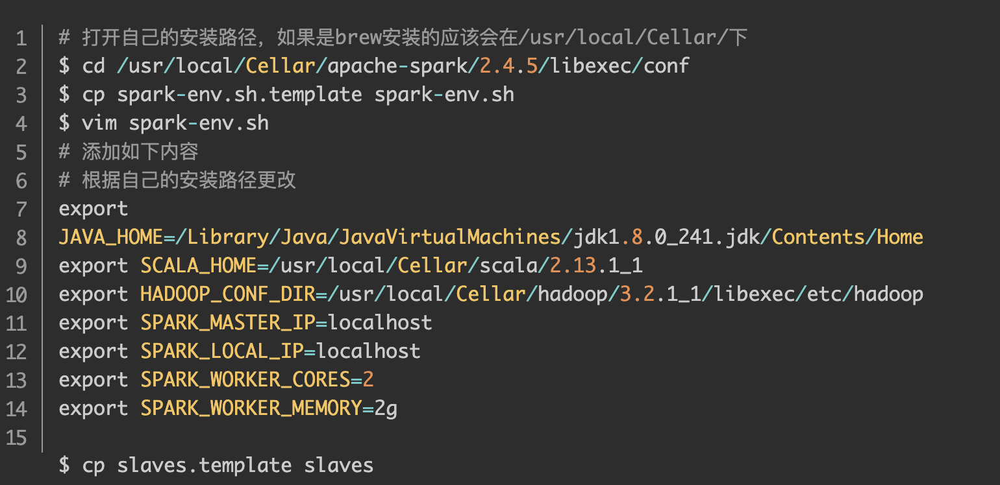 1 # 打开自己的安装路径，如果是brew安装的应该会在/usr/local/Cellar/下
2 $ cd /usr/local/Cellar/apache-spark/2.4.5/libexec/conf
3 $ cp spark-env.sh.template spark-env.sh
4 $ vim spark-env.sh
5 # 添加如下内容
6 # 根据自己的安装路径更改
7 export
8 JAVA_HOME=/Library/Java/JavaVirtualMachines/jdk1.8.0_241.jdk/Contents/Home
9 export SCALA_HOME=/usr/local/Cellar/scala/2.13.1_1
10 export HADOOP_CONF_DIR=/usr/local/Cellar/hadoop/3.2.1_1/libexec/etc/hadoop
11 export SPARK_MASTER_IP=localhost
12 export SPARK_LOCAL_IP=localhost
13 export SPARK_WORKER_CORES=2
14 export SPARK_WORKER_MEMORY=2g
15
$ cp slaves.template slaves